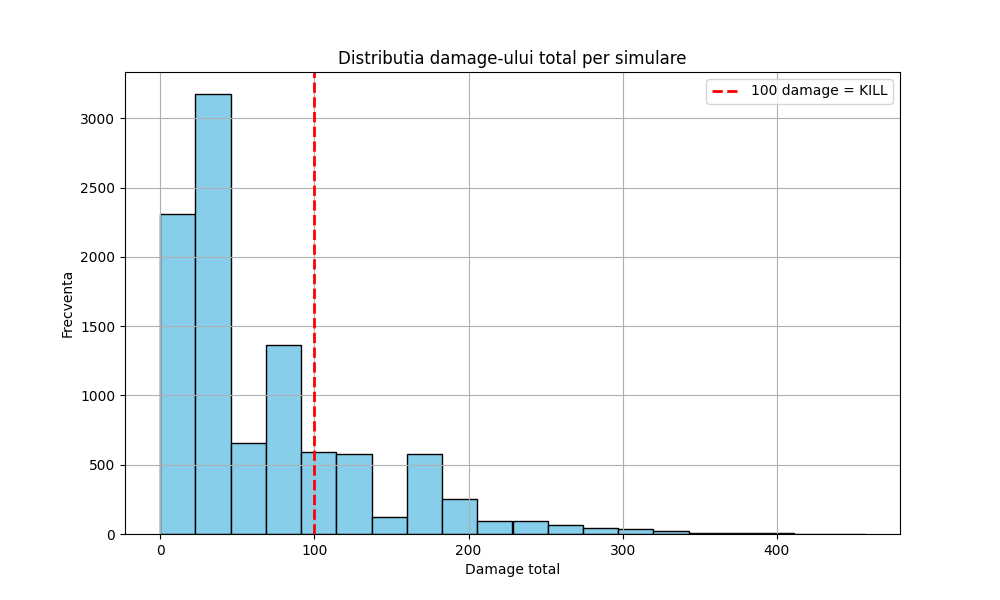 Distributia damage-ului total per simulare
100 damage = KILL
Frecventa
3000
2500
2000
1500
1000
500
0
0 100 200 300 400
Damage total